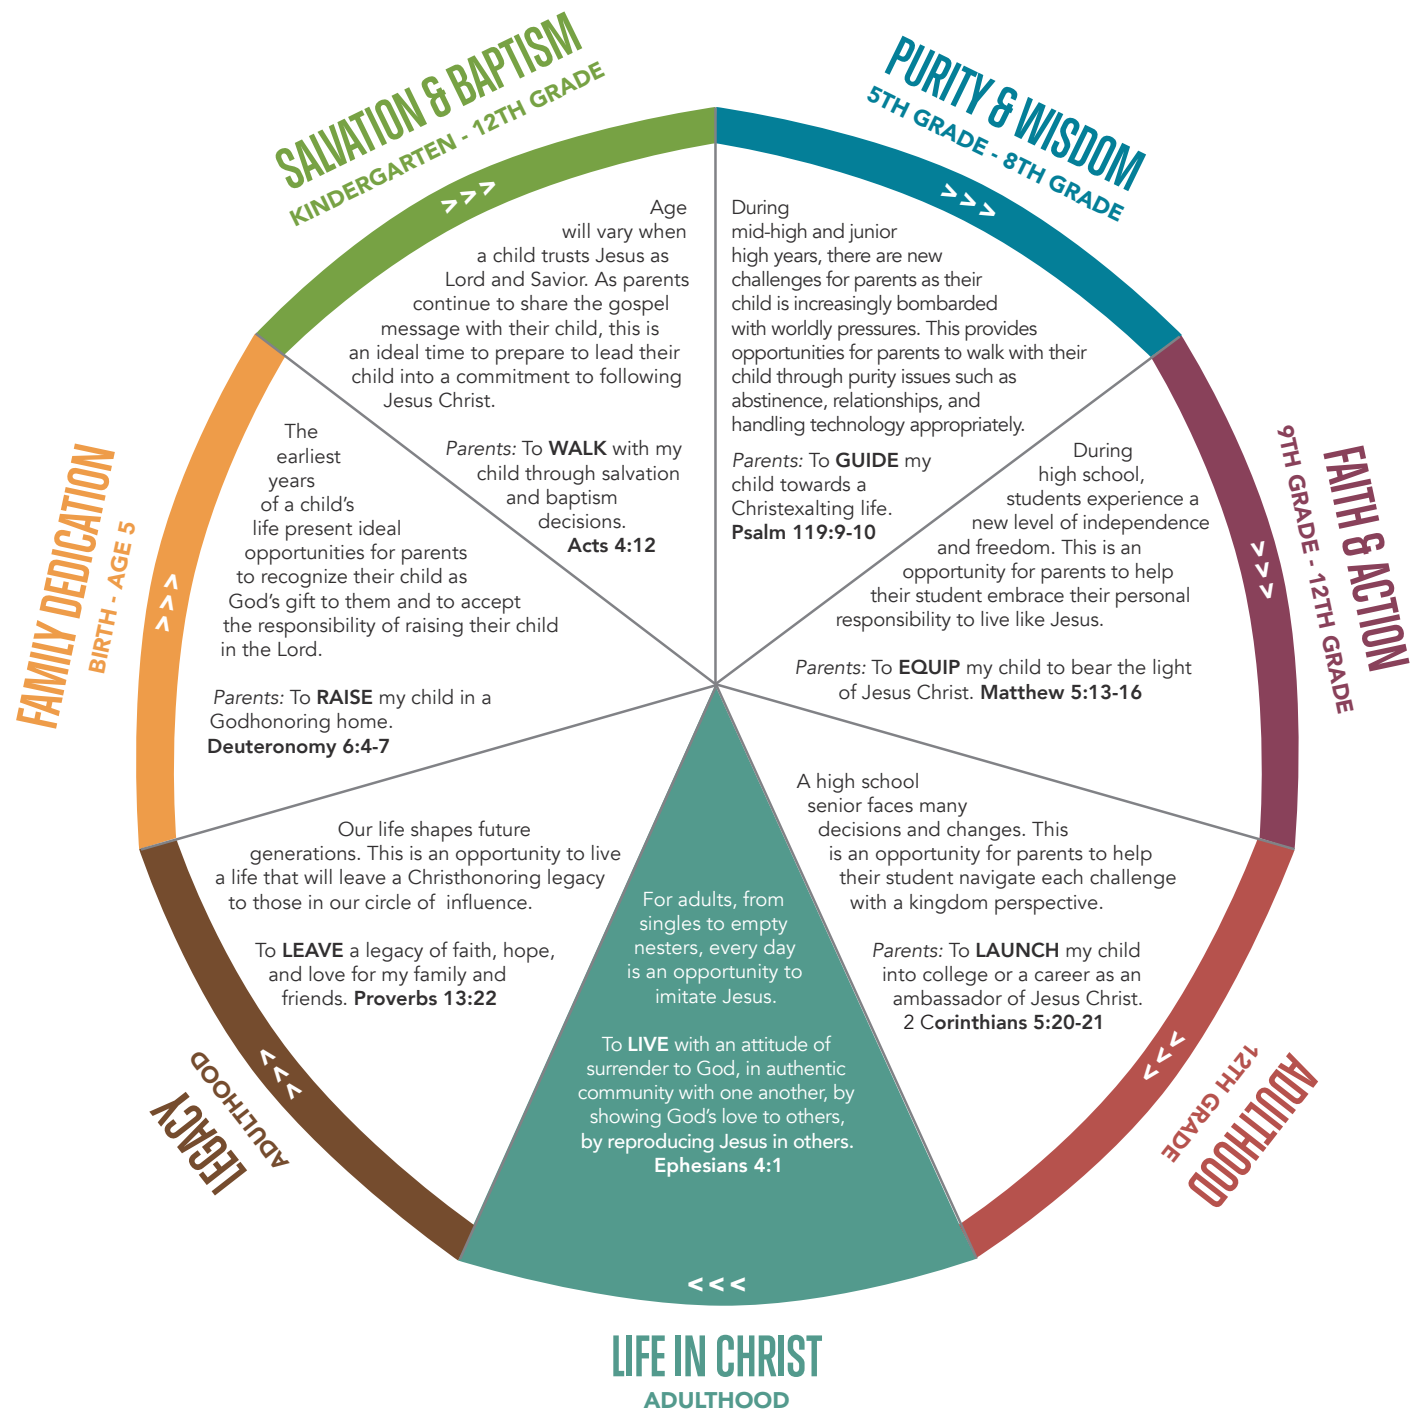 SALVATION & BAPTISM
KINDERGARTEN - 12TH GRADE
>>>
Age
will vary when
a child trusts Jesus as
Lord and Savior. As parents
continue to share the gospel
message with their child, this is
an ideal time to prepare to lead their
child into a commitment to following
Jesus Christ.
Parents: To WALK with my
child through salvation
and baptism
decisions.
Acts 4:12
PURITY & WISDOM
5TH GRADE - 8TH GRADE
>>>
During
mid-high and junior
high years, there are new
challenges for parents as their
child is increasingly bombarded
with worldly pressures. This provides
opportunities for parents to walk with their
child through purity issues such as
abstinence, relationships, and
handling technology appropriately.
Parents: To GUIDE my
child towards a
Christexalting life.
Psalm 119:9-10
FAITH & ACTION
9TH GRADE - 12TH GRADE
>>>
During
high school,
students experience a
new level of independence
and freedom. This is an
opportunity for parents to help
their student embrace their personal
responsibility to live like Jesus.
Parents: To EQUIP my child to bear the light
of Jesus Christ. Matthew 5:13-16
ADULTHOOD
12TH GRADE
>>>
A high school
senior faces many
decisions and changes. This
is an opportunity for parents to help
their student navigate each challenge
with a kingdom perspective.
Parents: To LAUNCH my child
into college or a career as an
ambassador of Jesus Christ.
2 Corinthians 5:20-21
For adults, from
singles to empty
nesters, every day
is an opportunity to
imitate Jesus.
To LIVE with an attitude of
surrender to God, in authentic
community with one another, by
showing God's love to others,
by reproducing Jesus in others.
Ephesians 4:1
<<<
LIFE IN CHRIST
ADULTHOOD
Our life shapes future
generations. This is an opportunity to live
a life that will leave a Christhonoring legacy
to those in our circle of influence.
To LEAVE a legacy of faith, hope,
and love for my family and
friends. Proverbs 13:22
<<<
LEGACY
ADULTHOOD
FAMILY DEDICATION
BIRTH - AGE 5
>>>
The
earliest
years
of a child's
life present ideal
opportunities for parents
to recognize their child as
God's gift to them and to accept
the responsibility of raising their child
in the Lord.
Parents: To RAISE my child in a
Godhonoring home.
Deuteronomy 6:4-7